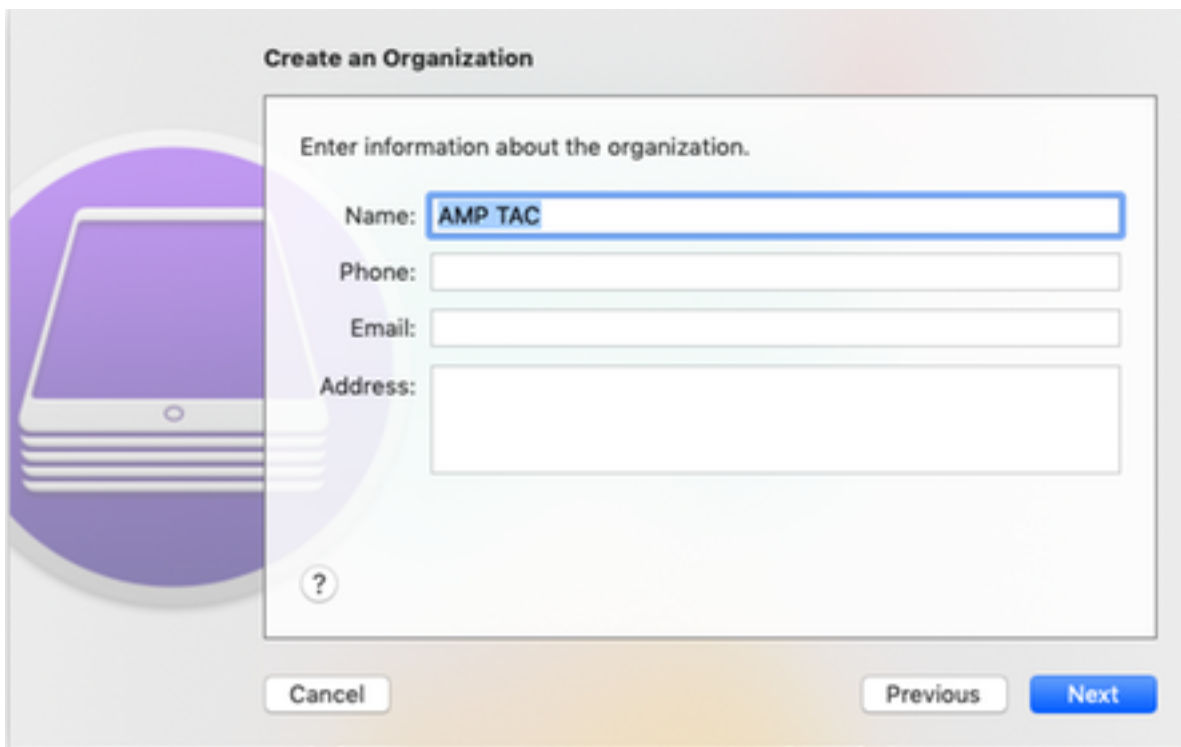 Create an Organization
Enter information about the organization.
Name: AMP TAC
Phone:
Email:
Address:
?
Cancel Previous Next